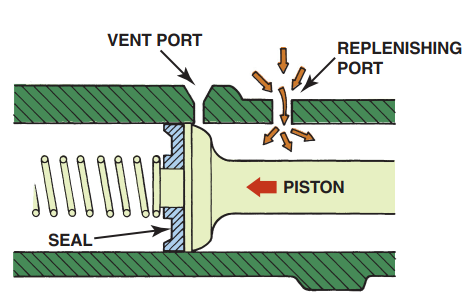 VENT PORT
REPLENISHING
PORT
PISTON
SEAL